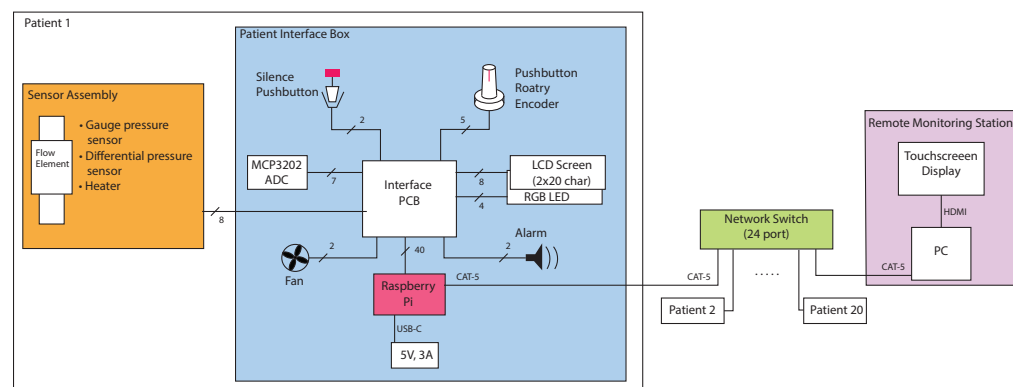 Patient 1
Patient Interface Box
Silence
Pushbutton
Pushbutton
Roatry
Encoder
2
5
Sensor Assembly
Flow
Element
• Gauge pressure
sensor
• Differential pressure
sensor
• Heater
8
MCP3202
ADC
7
Interface
PCB
8
LCD Screen
(2x20 char)
4
RGB LED
Fan
2
40
2
Alarm
Raspberry
Pi
CAT-5
USB-C
5V, 3A
Network Switch
(24 port)
CAT-5
.....
CAT-5
Patient 2
Patient 20
Remote Monitoring Station
Touchscreeen
Display
HDMI
PC